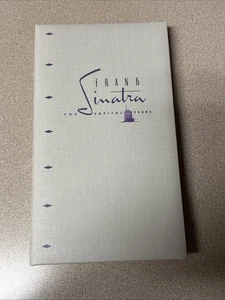 FRANK
Sinatra
THE CAPITOL YEARS